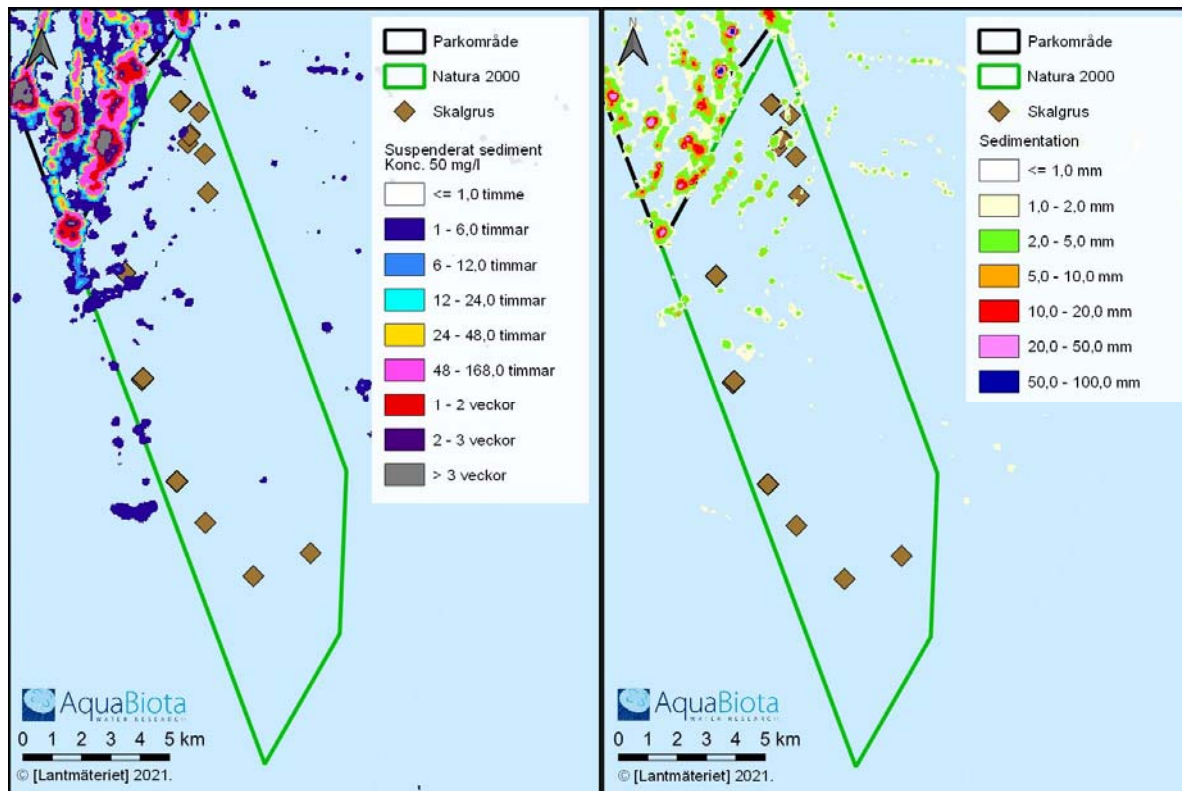 Parkområde
Natura 2000
Skalgrus
Suspenderat sediment
Konc. 50 mg/l
<= 1,0 timme
1 - 6,0 timmar
6 - 12,0 timmar
12 - 24,0 timmar
24 - 48,0 timmar
48 - 168,0 timmar
1 - 2 veckor
2 - 3 veckor
> 3 veckor
AquaBiota
WATER RESEARCH
0 1 2 3 4 5 km
© [Lantmäteriet] 2021.
N
Parkområde
Natura 2000
Skalgrus
Sedimentation
<= 1,0 mm
1,0 - 2,0 mm
2,0 - 5,0 mm
5,0 - 10,0 mm
10,0 - 20,0 mm
20,0 - 50,0 mm
50,0 - 100,0 mm
AquaBiota
WATER RESEARCH
0 1 2 3 4 5 km
© [Lantmäteriet] 2021.